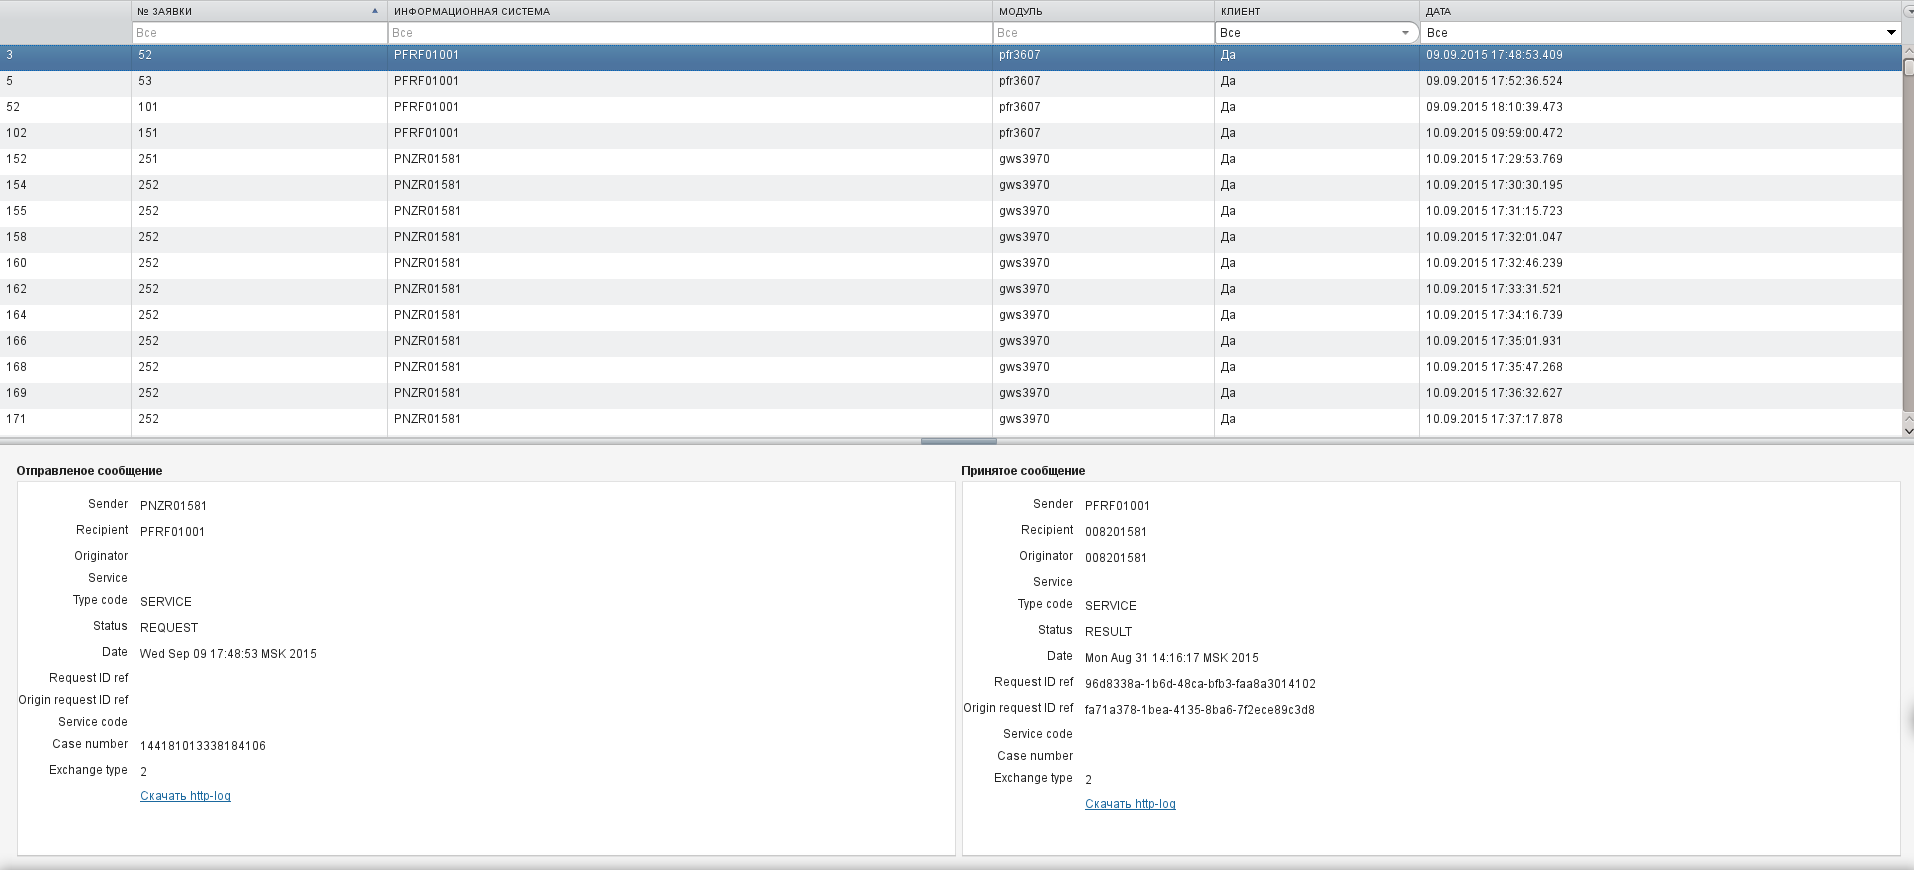 № ЗАЯВКИ ИНФОРМАЦИОННАЯ СИСТЕМА МОДУЛЬ КЛИЕНТ ДАТА
Все Все Все Все Все
3 52 PFRF01001 pfr3607 Да 09.09.2015 17:48:53.409
5 53 PFRF01001 pfr3607 Да 09.09.2015 17:52:36.524
52 101 PFRF01001 pfr3607 Да 09.09.2015 18:10:39.473
102 151 PFRF01001 pfr3607 Да 10.09.2015 09:59:00.472
152 251 PNZR01581 gws3970 Да 10.09.2015 17:29:53.769
154 252 PNZR01581 gws3970 Да 10.09.2015 17:30:30.195
155 252 PNZR01581 gws3970 Да 10.09.2015 17:31:15.723
158 252 PNZR01581 gws3970 Да 10.09.2015 17:32:01.047
160 252 PNZR01581 gws3970 Да 10.09.2015 17:32:46.239
162 252 PNZR01581 gws3970 Да 10.09.2015 17:33:31.521
164 252 PNZR01581 gws3970 Да 10.09.2015 17:34:16.739
166 252 PNZR01581 gws3970 Да 10.09.2015 17:35:01.931
168 252 PNZR01581 gws3970 Да 10.09.2015 17:35:47.268
169 252 PNZR01581 gws3970 Да 10.09.2015 17:36:32.627
171 252 PNZR01581 gws3970 Да 10.09.2015 17:37:17.878
Отправленое сообщение
Sender PNZR01581
Recipient PFRF01001
Originator
Service
Type code SERVICE
Status REQUEST
Date Wed Sep 09 17:48:53 MSK 2015
Request ID ref
Origin request ID ref
Service code
Case number 144181013338184106
Exchange type 2
Скачать http-log
Принятое сообщение
Sender PFRF01001
Recipient 008201581
Originator 008201581
Service
Type code SERVICE
Status RESULT
Date Mon Aug 31 14:16:17 MSK 2015
Request ID ref 96d8338a-1b6d-48ca-bfb3-faa8a3014102
Origin request ID ref fa71a378-1bea-4135-8ba6-7f2ece89c3d8
Service code
Case number
Exchange type 2
Скачать http-log